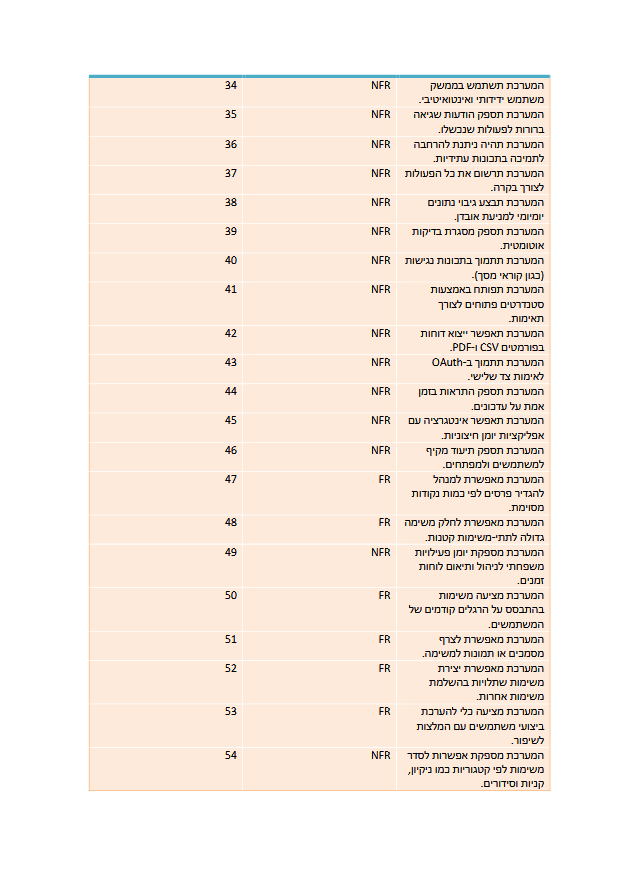 המערכת תשתמש בממשק NFR 34
משתמש ידידותי ואינטואיטיבי.
המערכת תספק הודעות שגיאה NFR 35
ברורות לפעולות שנכשלו.
המערכת תהיה ניתנת להרחבה NFR 36
לתמיכה בתכונות עתידיות.
המערכת תרשום את כל הפעולות NFR 37
לצורך בקרה.
המערכת תבצע גיבוי נתונים NFR 38
יומיומי למניעת אובדן.
המערכת תספק מסגרת בדיקות NFR 39
אוטומטית.
המערכת תתמוך בתכונות נגישות NFR 40
(כגון קוראי מסך).
המערכת תפותח באמצעות NFR 41
סטנדרטים פתוחים לצורך
תאימות.
המערכת תאפשר ייצוא דוחות NFR 42
בפורמטים CSV ו-PDF.
המערכת תתמוך ב-OAuth NFR 43
לאימות צד שלישי.
המערכת תספק התראות בזמן NFR 44
אמת על עדכונים.
המערכת תאפשר אינטגרציה עם NFR 45
אפליקציות יומן חיצוניות.
המערכת תספק תיעוד מקיף NFR 46
למשתמשים ולמפתחים.
המערכת מאפשרת למנהל FR 47
להגדיר פרסים לפי כמות נקודות
מסוימת.
המערכת מאפשרת לחלק משימה FR 48
גדולה לתתי-משימות קטנות.
המערכת מספקת יומן פעילויות NFR 49
משפחתי לניהול ותיאום לוחות
זמנים.
המערכת מציעה משימות FR 50
בהתבסס על הרגלים קודמים של
המשתמשים.
המערכת מאפשרת לצרף FR 51
מסמכים או תמונות למשימה.
המערכת מאפשרת יצירת FR 52
משימות שתלויות בהשלמת
משימות אחרות.
המערכת מציעה כלי להערכת FR 53
ביצועי משתמשים עם המלצות
לשיפור.
המערכת מספקת אפשרות לסדר NFR 54
משימות לפי קטגוריות כמו ניקיון,
קניות וסידורים.